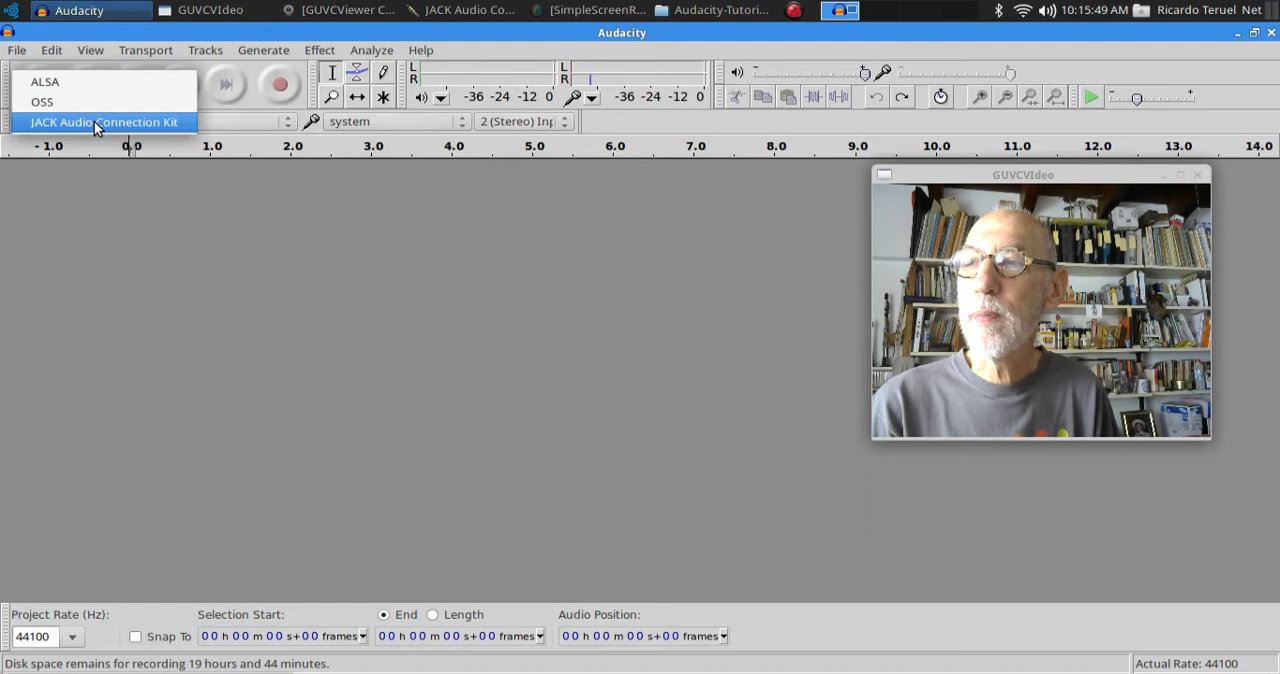 Audacity GUVCVIdeo [GUVCViewer C... JACK Audio Co... [SimpleScreenR... Audacity-Tutori... 10:15:49 AM Ricardo Teruel Net
Audacity
File Edit View Transport Tracks Generate Effect Analyze Help
ALSA
OSS
JACK Audio Connection Kit
L
R
-36 -24 -12 0
L
R
-36 -24 -12 0
system
2 (Stereo) Inp
- 1.0 0.0 1.0 2.0 3.0 4.0 5.0 6.0 7.0 8.0 9.0 10.0 11.0 12.0 13.0 14.0
GUVCVIdeo
Project Rate (Hz): Selection Start: End Length Audio Position:
44100 Snap To 00 h 00 m 00 s+00 frames 00 h 00 m 00 s+00 frames 00 h 00 m 00 s+00 frames
Disk space remains for recording 19 hours and 44 minutes. Actual Rate: 44100